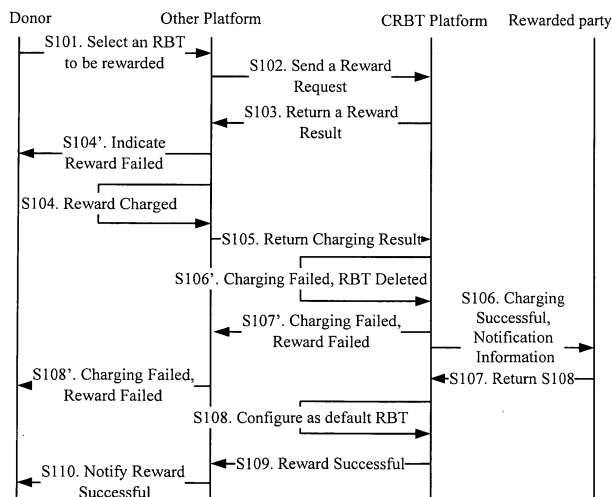 Donor
Other Platform
CRBT Platform
Rewarded party
S101. Select an RBT
to be rewarded
S102. Send a Reward
Request
S103. Return a Reward
Result
S104’. Indicate
Reward Failed
S104. Reward Charged
S105. Return Charging Result
S106’. Charging Failed, RBT Deleted
S106. Charging
Successful,
Notification
Information
S107’. Charging Failed,
Reward Failed
S107. Return S108
S108’. Charging Failed,
Reward Failed
S108. Configure as default RBT
S109. Reward Successful
S110. Notify Reward
Successful